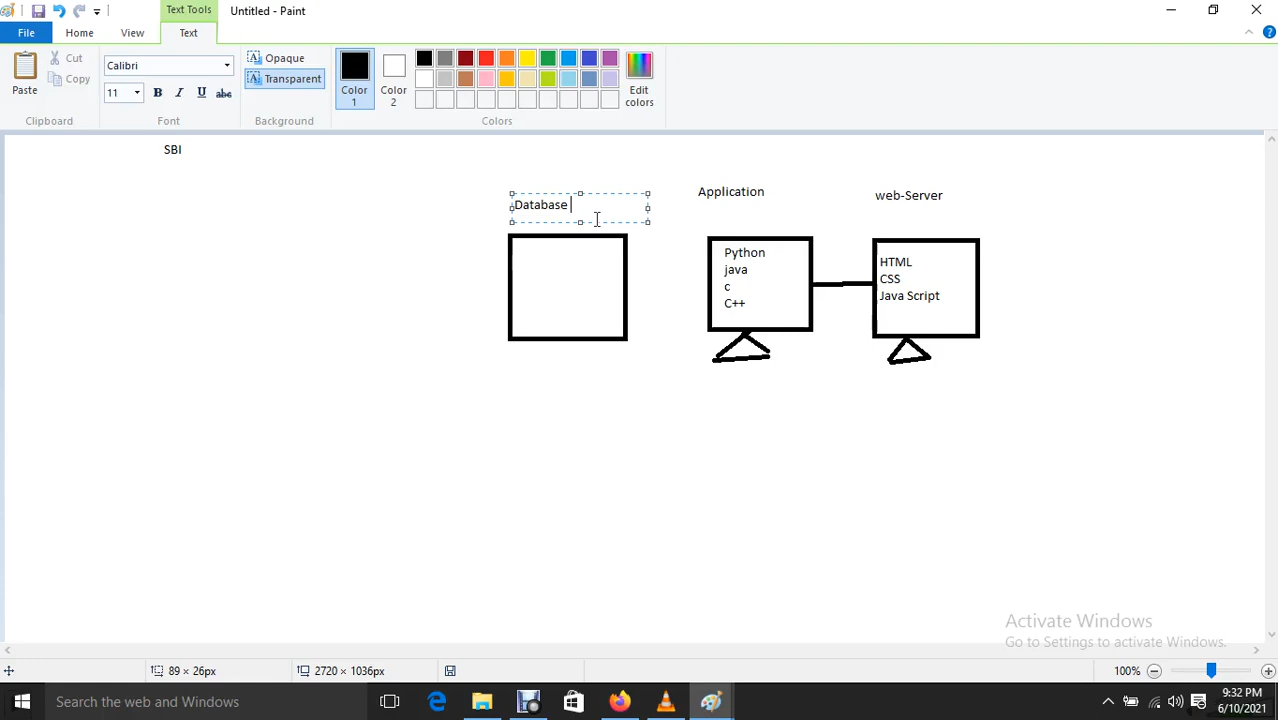 Text Tools
Untitled - Paint
File
Home
View
Text
Paste
Cut
Copy
Clipboard
Calibri
11
B I U abc
Font
Opaque
Transparent
Background
Color 1
Color 2
Edit colors
Colors
SBI
Database
Application
web-Server
Python
java
c
C++
HTML
CSS
Java Script
Activate Windows
Go to Settings to activate Windows.
89 × 26px
2720 × 1036px
100%
Search the web and Windows
9:32 PM
6/10/2021